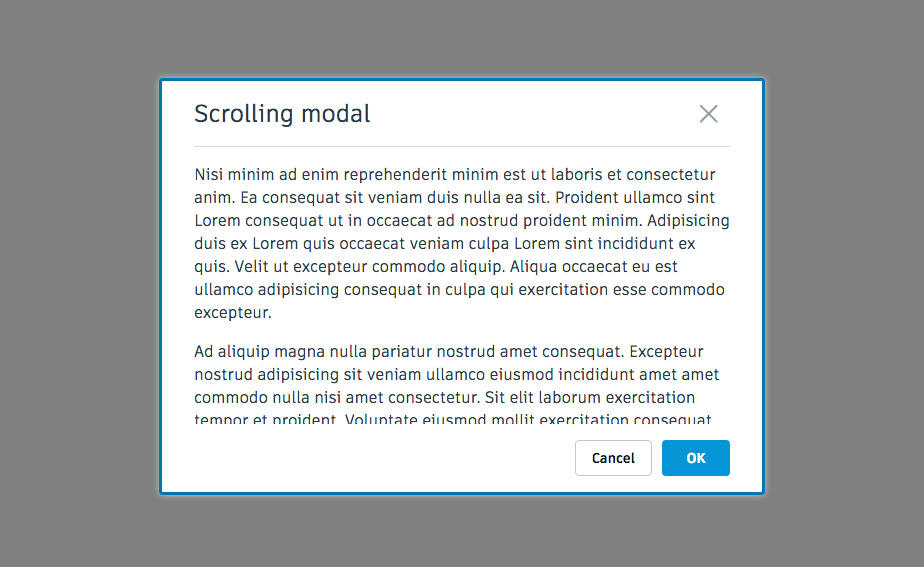 Scrolling modal
Nisi minim ad enim reprehenderit minim est ut laboris et consectetur
anim. Ea consequat sit veniam duis nulla ea sit. Proident ullamco sint
Lorem consequat ut in occaecat ad nostrud proident minim. Adipisicing
duis ex Lorem quis occaecat veniam culpa Lorem sint incididunt ex
quis. Velit ut excepteur commodo aliquip. Aliqua occaecat eu est
ullamco adipisicing consequat in culpa qui exercitation esse commodo
excepteur.
Ad aliquip magna nulla pariatur nostrud amet consequat. Excepteur
nostrud adipisicing sit veniam ullamco eiusmod incididunt amet amet
commodo nulla nisi amet consectetur. Sit elit laborum exercitation
tempor et proident. Voluptate eiusmod mollit exercitation consequat
Cancel
OK